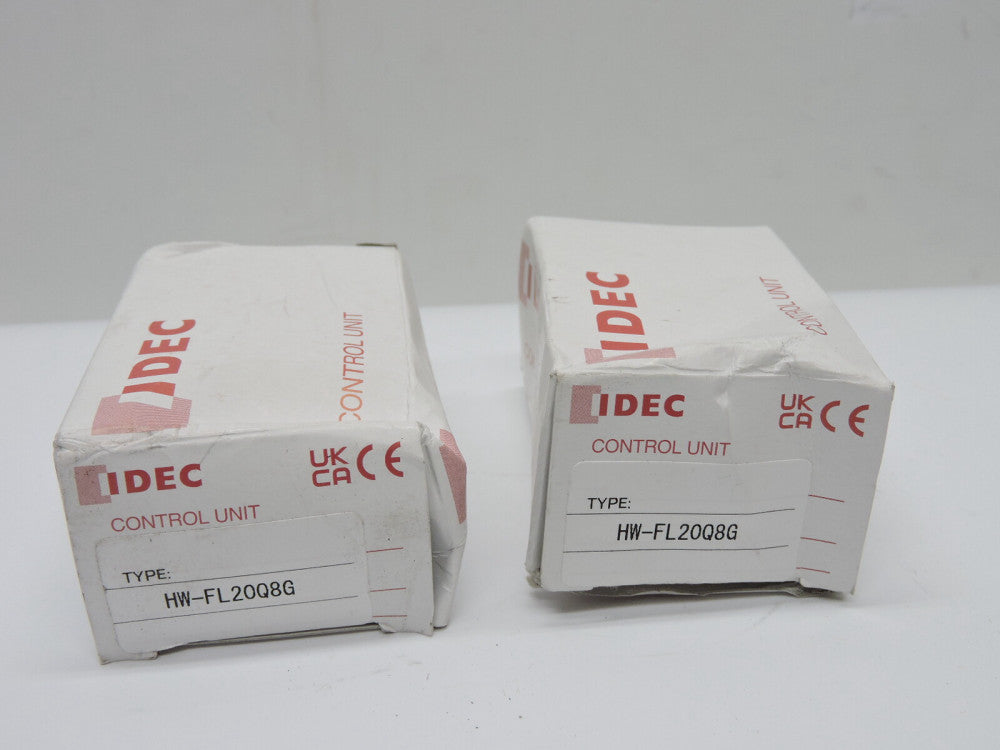 IDEC
CONTROL UNIT
IDEC
UK
CA CE
CONTROL UNIT
TYPE:
HW-FL20Q8G
IDEC
CONTROL UNIT
IDEC
UK
CA CE
CONTROL UNIT
TYPE:
HW-FL20Q8G